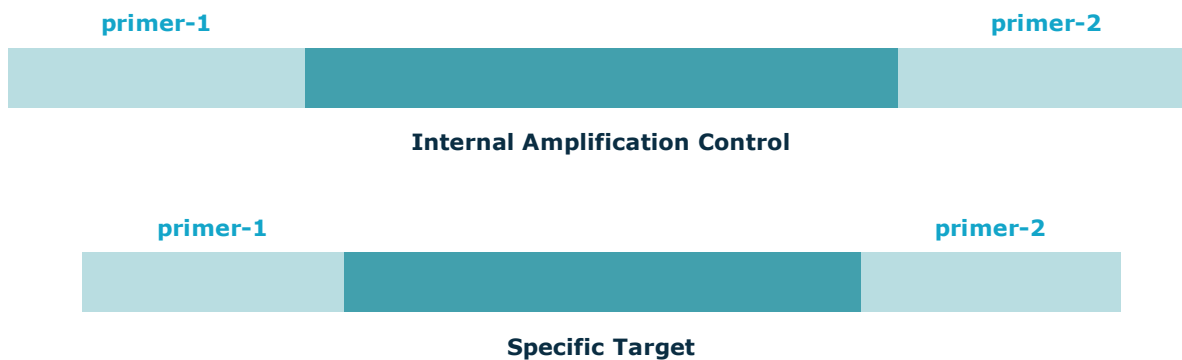 primer-1 primer-2
Internal Amplification Control
primer-1 primer-2
Specific Target